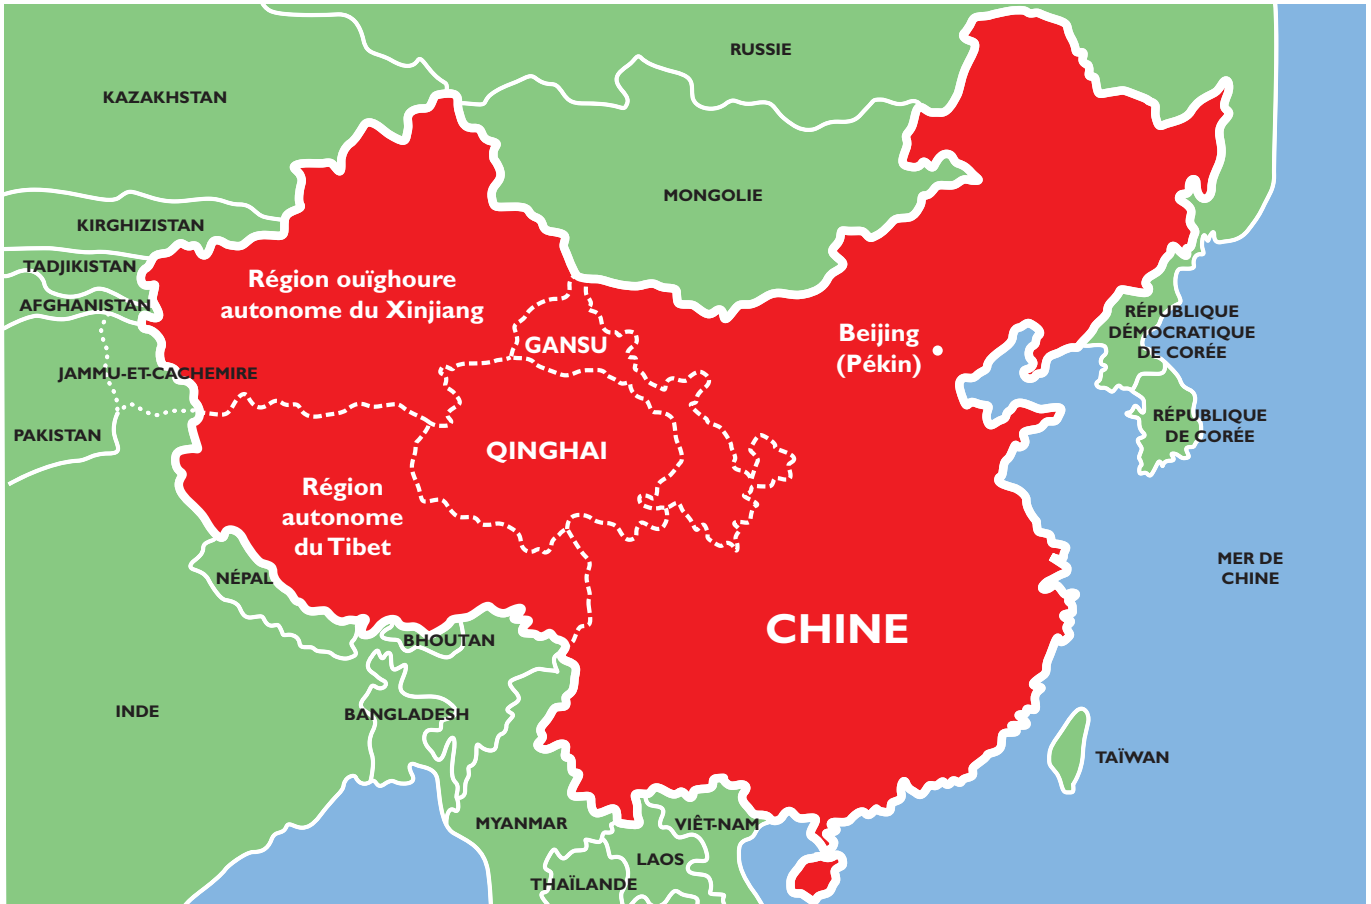 RUSSIE
KAZAKHSTAN
MONGOLIE
KIRGHIZISTAN
TADJIKISTAN
AFGHANISTAN
Région ouïghoure
autonome du Xinjiang
GANSU
Beijing
(Pékin)
RÉPUBLIQUE
DÉMOCRATIQUE
DE CORÉE
JAMMU-ET-CACHEMIRE
PAKISTAN
QINGHAI
RÉPUBLIQUE
DE CORÉE
Région
autonome
du Tibet
NÉPAL
MER DE
CHINE
CHINE
BHOUTAN
INDE
BANGLADESH
TAÏWAN
MYANMAR
VIÊT-NAM
LAOS
THAÏLANDE